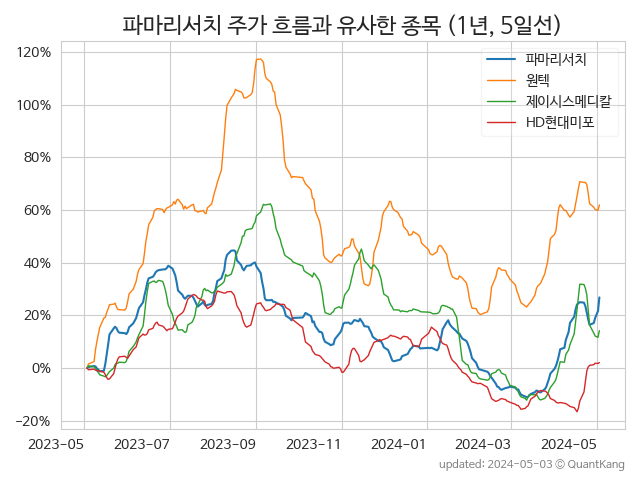 파마리서치 주가 흐름과 유사한 종목 (1년, 5일선)
120%
100%
80%
60%
40%
20%
0%
−20%
파마리서치
원텍
제이시스메디칼
HD현대미포
2023-05
2023-07
2023-09
2023-11
2024-01
2024-03
2024-05
updated: 2024-05-03 © QuantKang